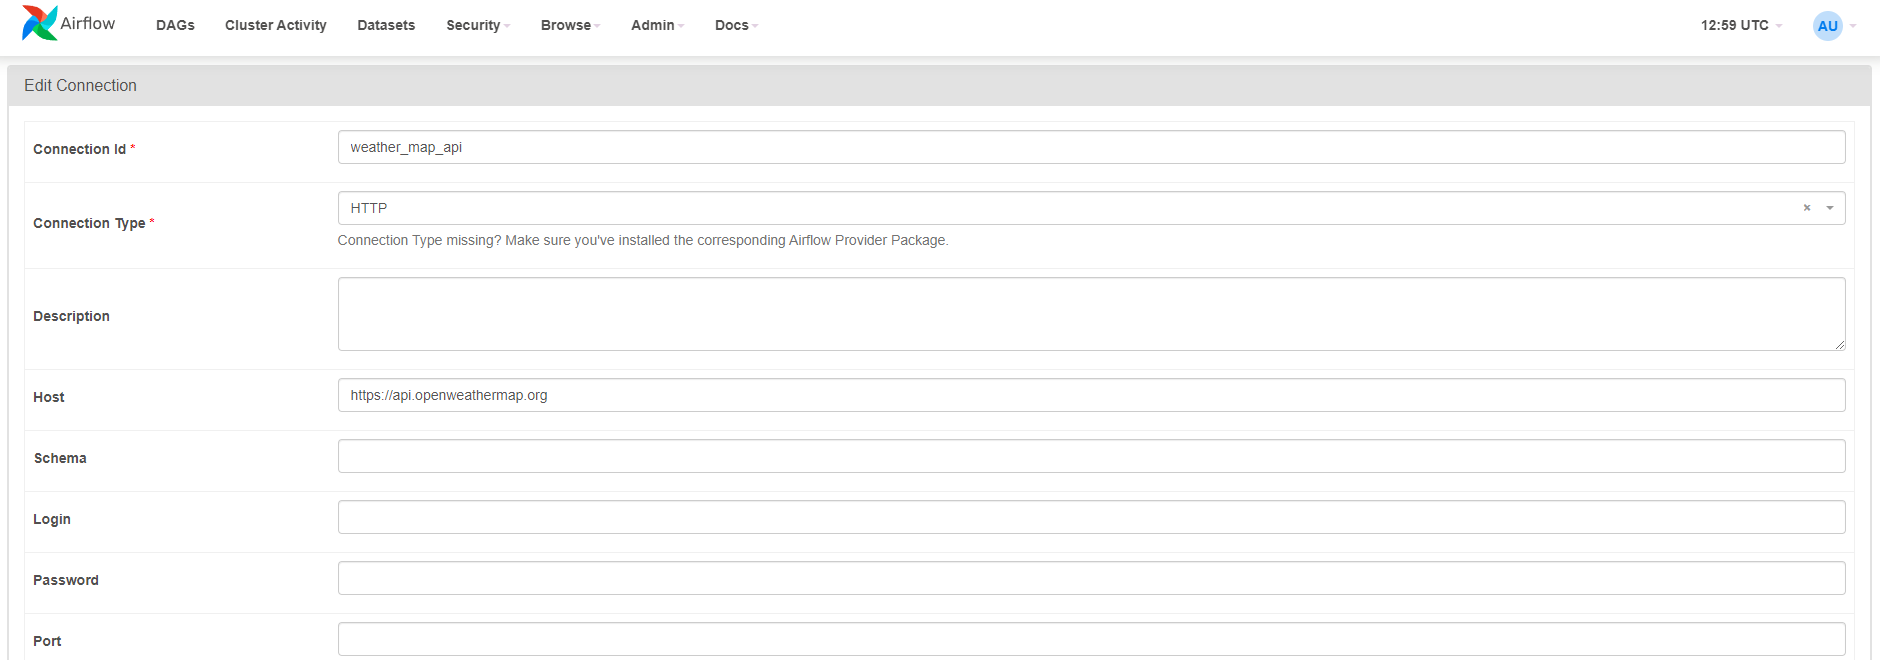 Airflow DAGs Cluster Activity Datasets Security Browse Admin Docs 12:59 UTC AU
Edit Connection
Connection Id * weather_map_api
Connection Type * HTTP × 
Connection Type missing? Make sure you've installed the corresponding Airflow Provider Package.
Description
Host https://api.openweathermap.org
Schema
Login
Password
Port